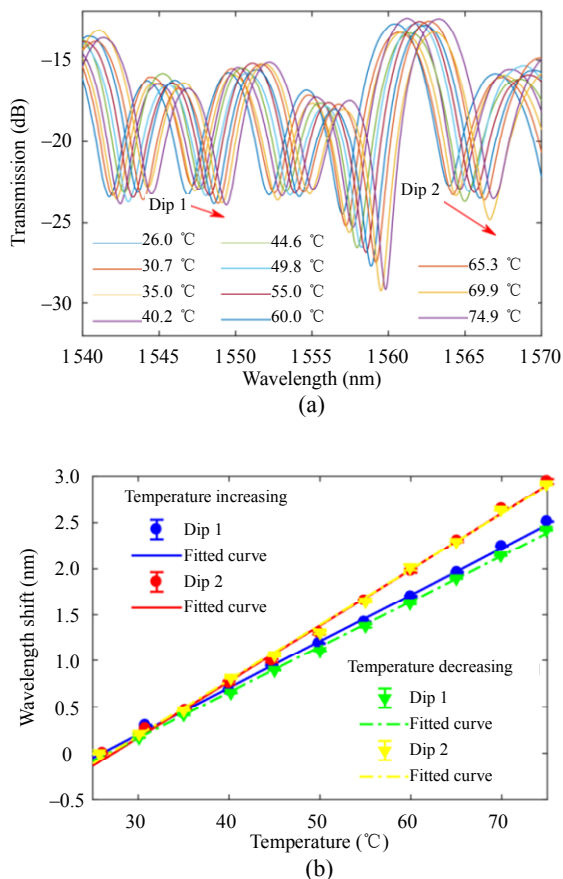 −15
−20
−25
−30
Transmission (dB)
Dip 1
Dip 2
26.0 ℃
30.7 ℃
35.0 ℃
40.2 ℃
44.6 ℃
49.8 ℃
55.0 ℃
60.0 ℃
65.3 ℃
69.9 ℃
74.9 ℃
1 540 1 545 1 550 1 555 1 560 1 565 1 570
Wavelength (nm)
(a)
3.0
2.5
2.0
1.5
1.0
0.5
0
−0.5
Wavelength shift (nm)
Temperature increasing
Dip 1
Fitted curve
Dip 2
Fitted curve
Temperature decreasing
Dip 1
Fitted curve
Dip 2
Fitted curve
30 40 50 60 70
Temperature (℃)
(b)